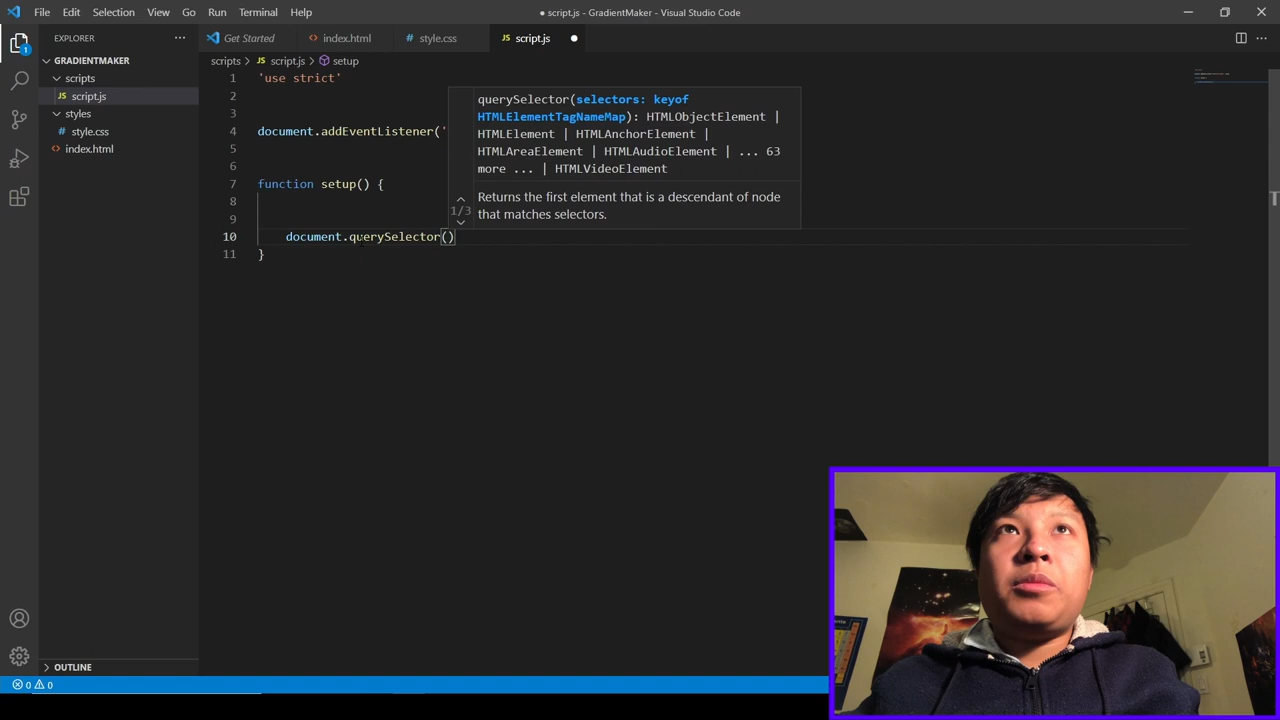 File Edit Selection View Go Run Terminal Help
● script.js - GradientMaker - Visual Studio Code
EXPLORER
Get Started
index.html
style.css
script.js
GRADIENTMAKER
scripts
script.js
styles
style.css
index.html
scripts > script.js > setup
1 'use strict'
2
3
4 document.addEventListener('
5
6
7 function setup() {
8
9
10 document.querySelector()
11 }
querySelector(selectors: keyof
HTMLElementTagNameMap): HTMLObjectElement |
HTMLElement | HTMLAnchorElement |
HTMLAreaElement | HTMLAudioElement | ... 63
more ... | HTMLVideoElement
1/3
Returns the first element that is a descendant of node
that matches selectors.
1
OUTLINE
0 0